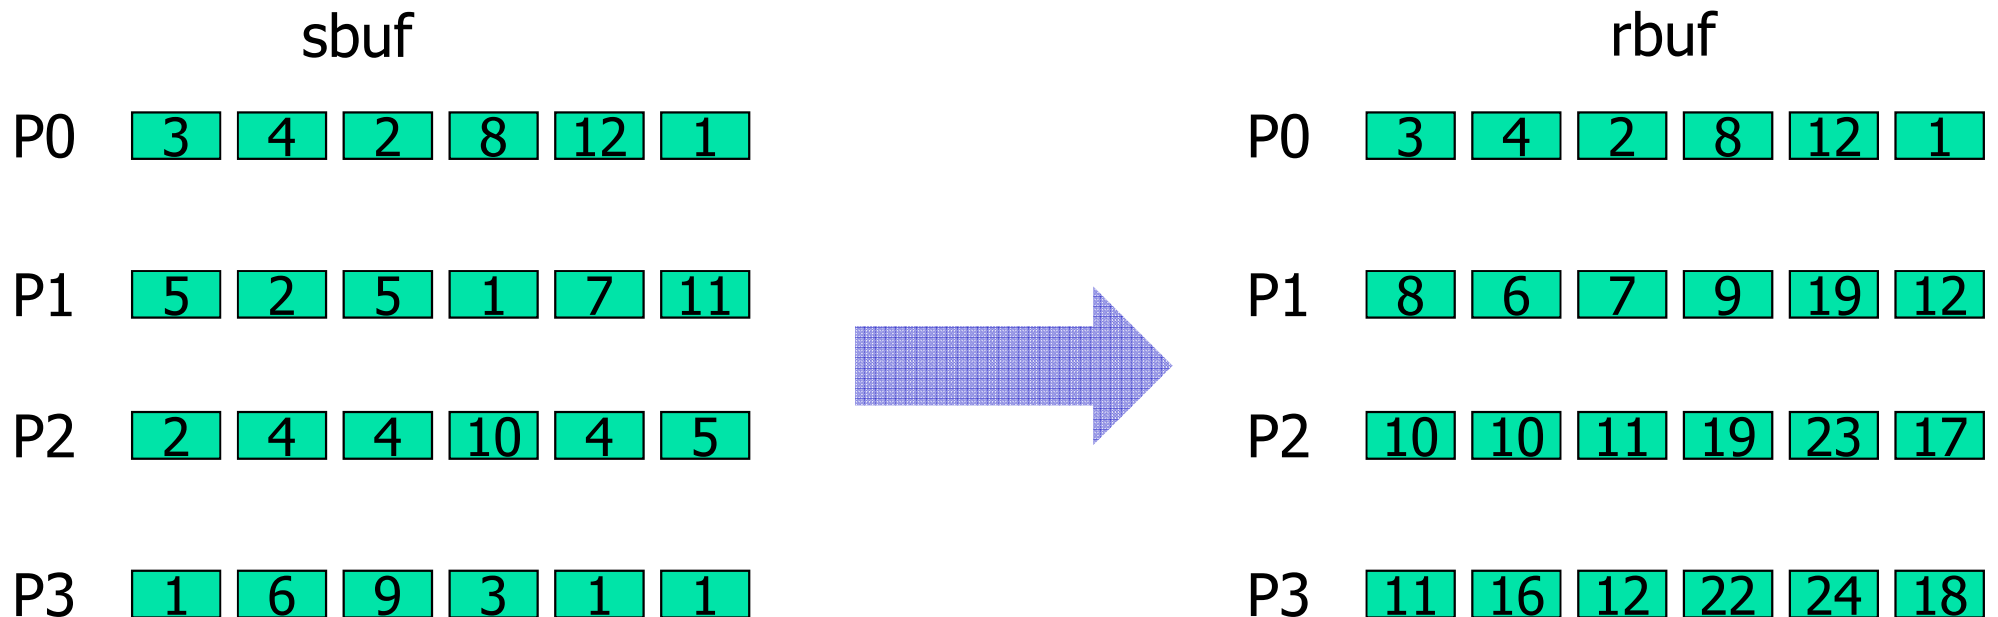 sbuf rbuf
P0 3 4 2 8 12 1 P0 3 4 2 8 12 1
P1 5 2 5 1 7 11 P1 8 6 7 9 19 12
P2 2 4 4 10 4 5 P2 10 10 11 19 23 17
P3 1 6 9 3 1 1 P3 11 16 12 22 24 18